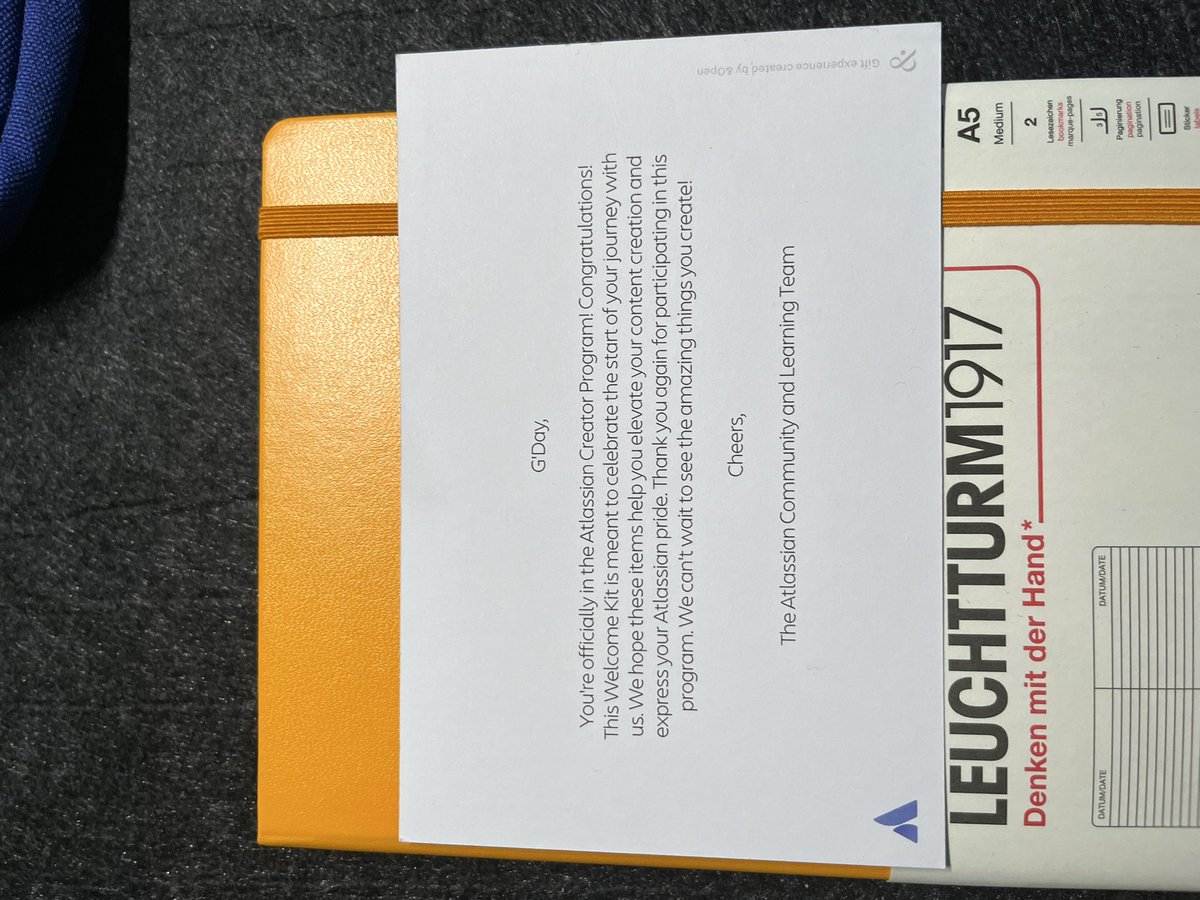 G'Day,
You're officially in the Atlassian Creator Program! Congratulations!
This Welcome Kit is meant to celebrate the start of your journey with
us. We hope these items help you elevate your content creation and
express your Atlassian pride. Thank you again for participating in this
program. We can't wait to see the amazing things you create!
Cheers,
The Atlassian Community and Learning Team
& Gift experience created by &Open
LEUCHTTURM1917
Denken mit der Hand*
A5
Medium
2
Lesezeichen
bookmarks
marque-pages
3 5
Paginierung
pagination
pagination
Sticker
labels
DATUM/DATE
DATUM/DATE